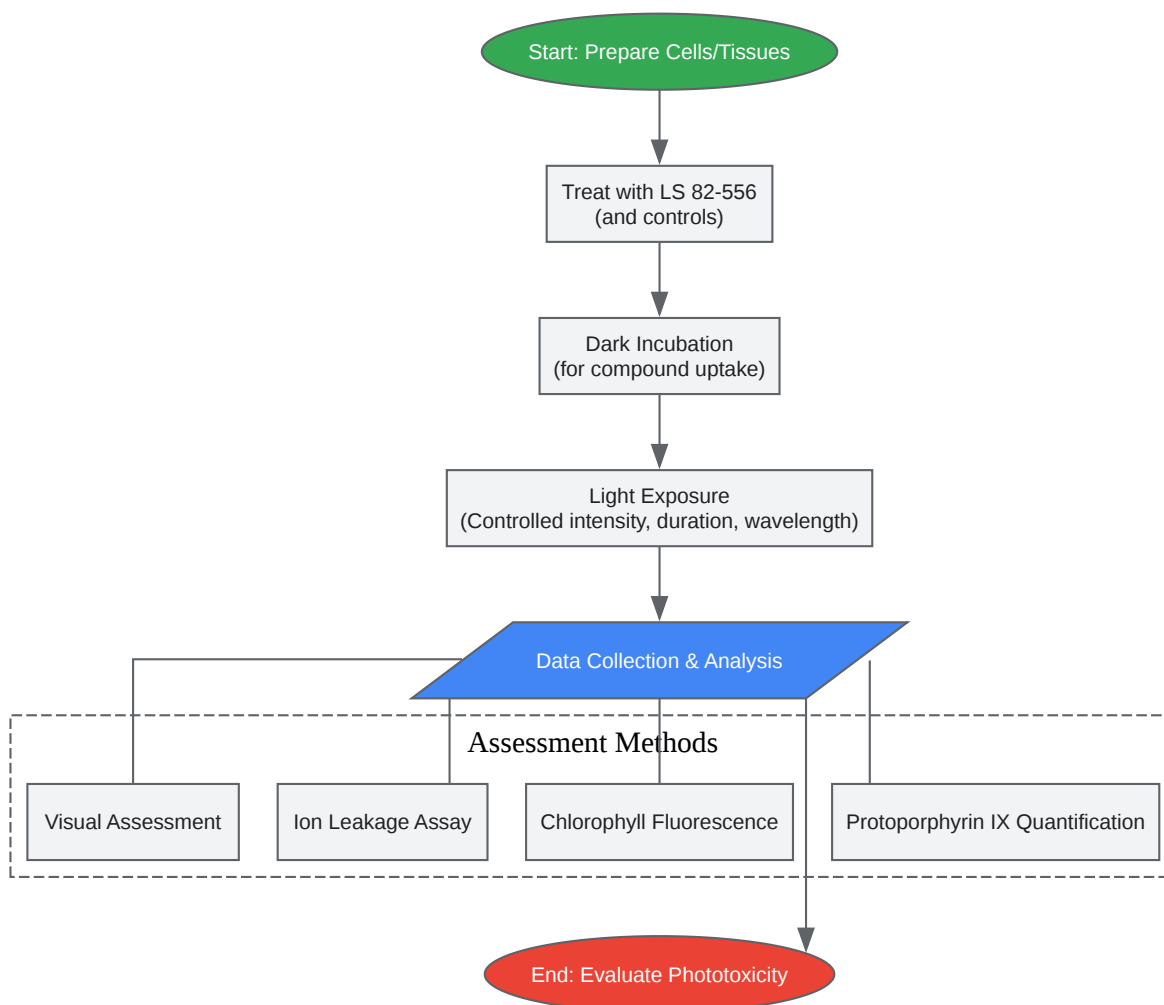 Start: Prepare Cells/Tissues
Treat with LS 82-556
(and controls)
Dark Incubation
(for compound uptake)
Light Exposure
(Controlled intensity, duration, wavelength)
Data Collection & Analysis
Assessment Methods
Visual Assessment
Ion Leakage Assay
Chlorophyll Fluorescence
Protoporphyrin IX Quantification
End: Evaluate Phototoxicity